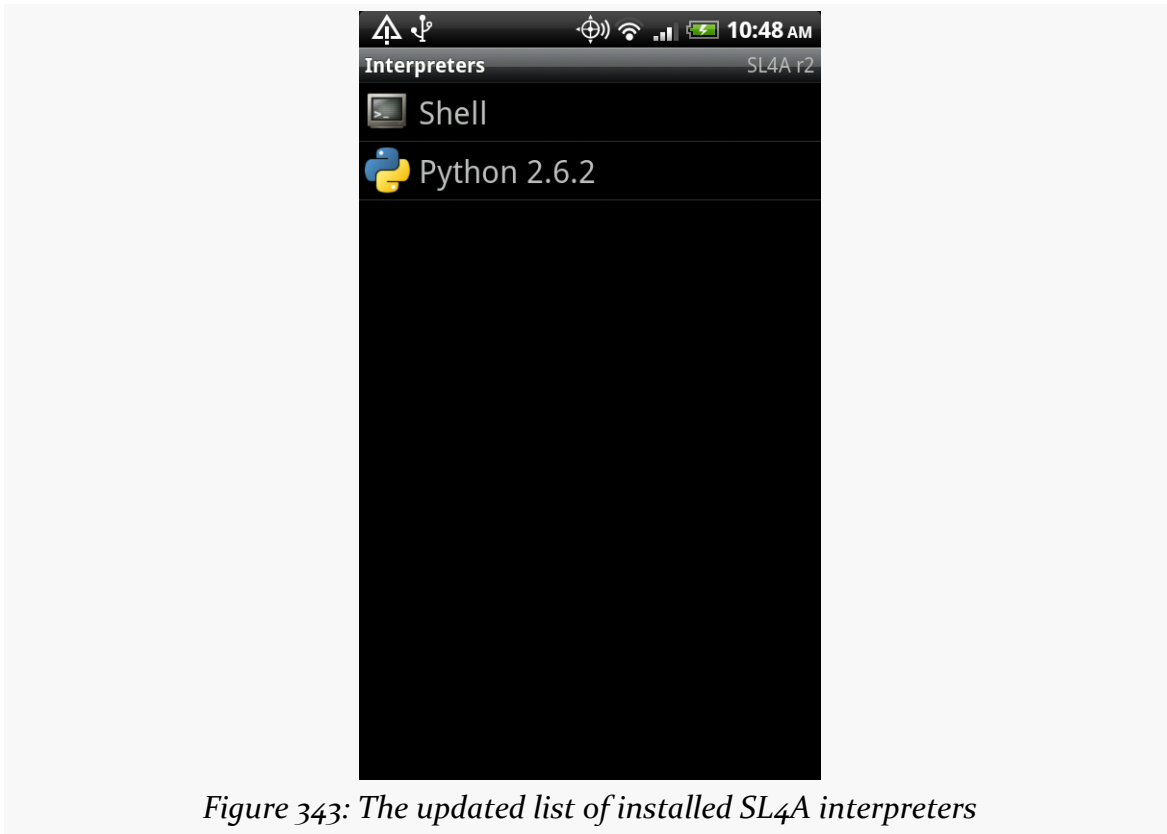 10:48 AM
Interpreters SL4A r2
Shell
Python 2.6.2
Figure 343: The updated list of installed SL4A interpreters